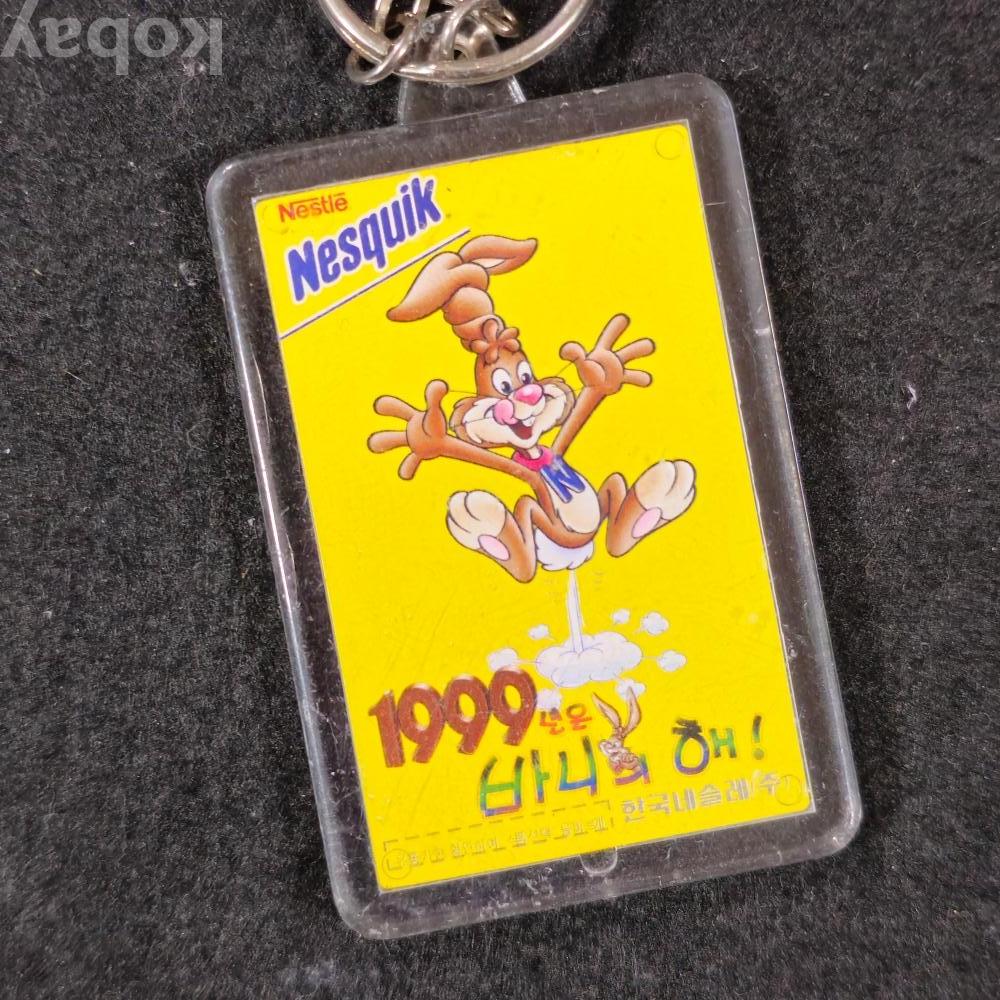 kobay
Nestlé
Nesquik
N
1999년은
바니의 해!
한국네슬레/주